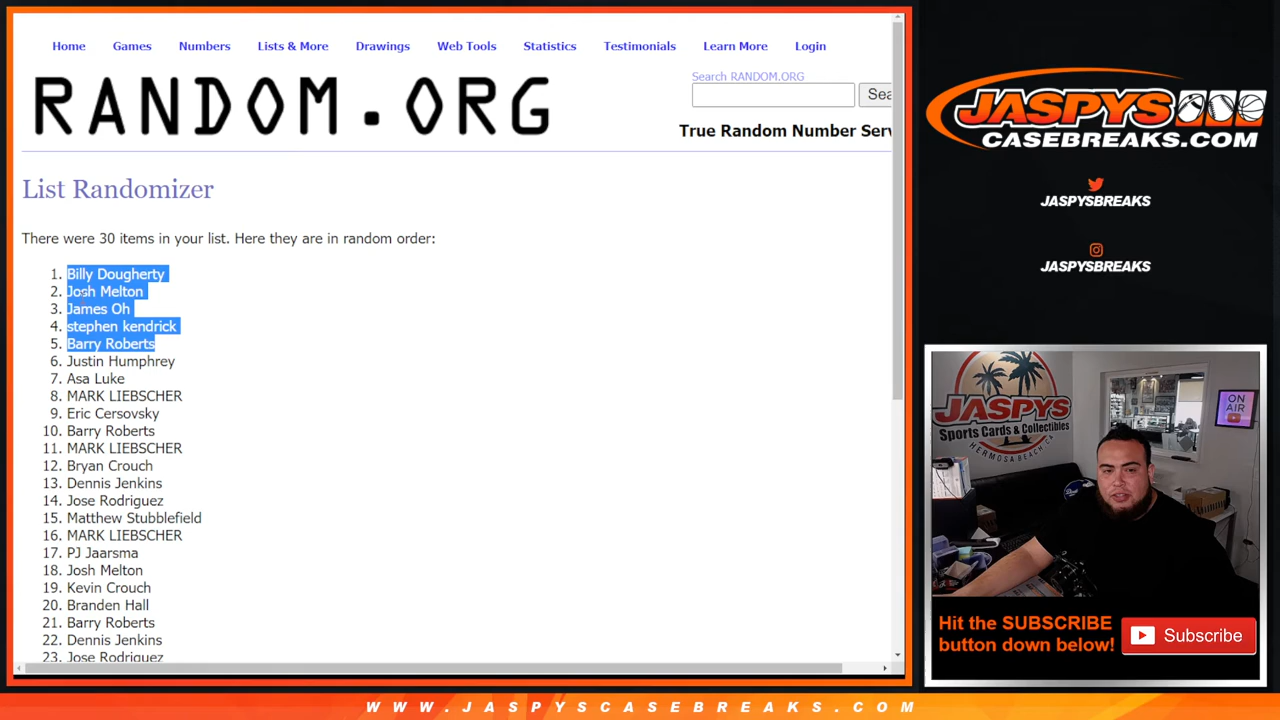 Home Games Numbers Lists & More Drawings Web Tools Statistics Testimonials Learn More Login
Search RANDOM.ORG
RANDOM.ORG
Sea
True Random Number Serv
List Randomizer
There were 30 items in your list. Here they are in random order:
1. Billy Dougherty
2. Josh Melton
3. James Oh
4. stephen kendrick
5. Barry Roberts
6. Justin Humphrey
7. Asa Luke
8. MARK LIEBSCHER
9. Eric Cersovsky
10. Barry Roberts
11. MARK LIEBSCHER
12. Bryan Crouch
13. Dennis Jenkins
14. Jose Rodriguez
15. Matthew Stubblefield
16. MARK LIEBSCHER
17. PJ Jaarsma
18. Josh Melton
19. Kevin Crouch
20. Branden Hall
21. Barry Roberts
22. Dennis Jenkins
23. Jose Rodriguez
JASPYS
CASEBREAKS.COM
JASPYSBREAKS
JASPYSBREAKS
JASPYS
Sports Cards & Collectibles
HERMOSA BEACH CA
ON
AIR
Hit the SUBSCRIBE
button down below!
Subscribe
WWW.JASPYSCASEBREAKS.COM